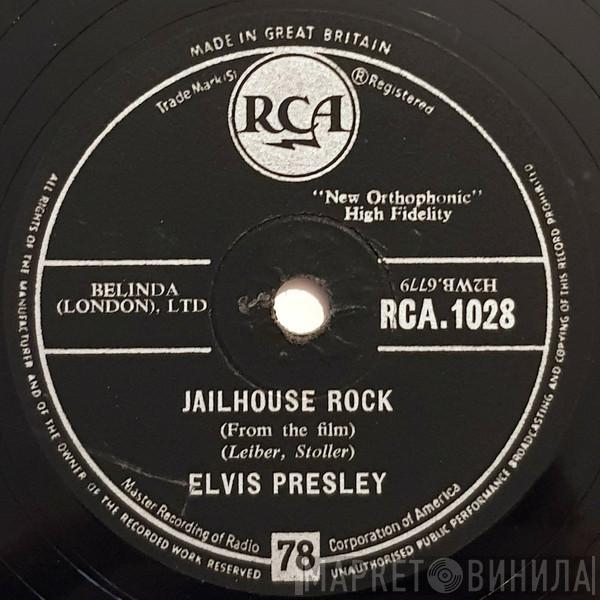 MADE IN GREAT BRITAIN
Trade Mark(S) ® Registered
RCA
"New Orthophonic"
High Fidelity
BELINDA
(LONDON), LTD
H2WB.6779
RCA.1028
JAILHOUSE ROCK
(From the film)
(Leiber, Stoller)
ELVIS PRESLEY
Master Recording of Radio Corporation of America
78
ALL RIGHTS OF THE MANUFACTURER AND OF THE OWNER OF THE RECORDED WORK RESERVED
UNAUTHORISED PUBLIC PERFORMANCE BROADCASTING AND COPYING OF THIS RECORD PROHIBITED
МАРКЕТ ВИНИЛА